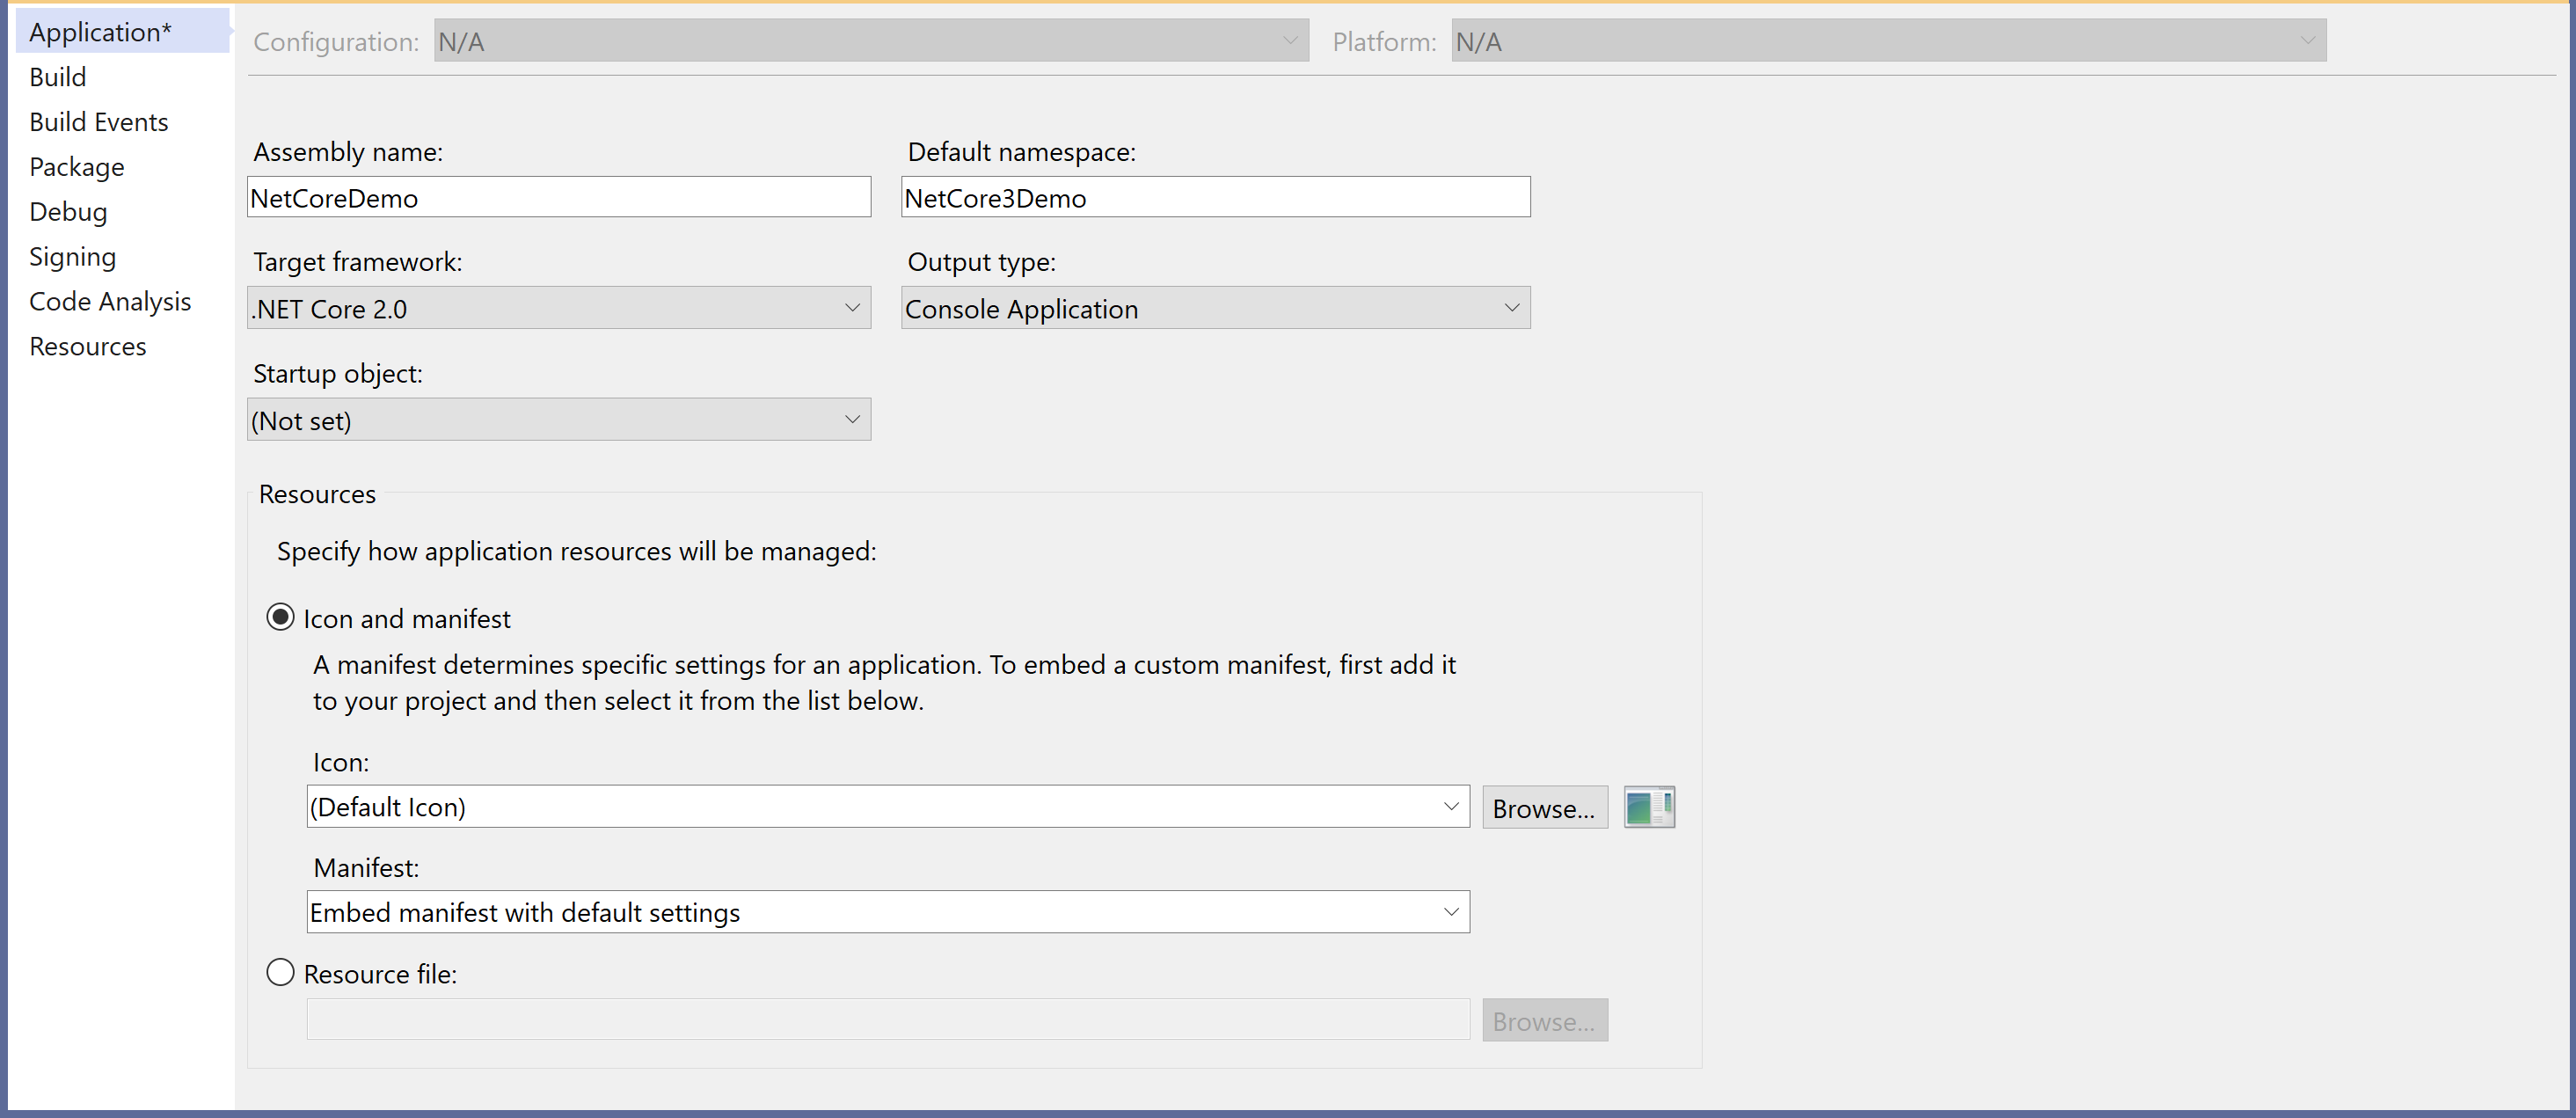 Application*
Build
Build Events
Package
Debug
Signing
Code Analysis
Resources
Configuration: N/A Platform: N/A
Assembly name: Default namespace:
NetCoreDemo NetCore3Demo
Target framework: Output type:
.NET Core 2.0 Console Application
Startup object:
(Not set)
Resources
Specify how application resources will be managed:
Icon and manifest
A manifest determines specific settings for an application. To embed a custom manifest, first add it
to your project and then select it from the list below.
Icon:
(Default Icon) Browse...
Manifest:
Embed manifest with default settings
Resource file:
Browse...